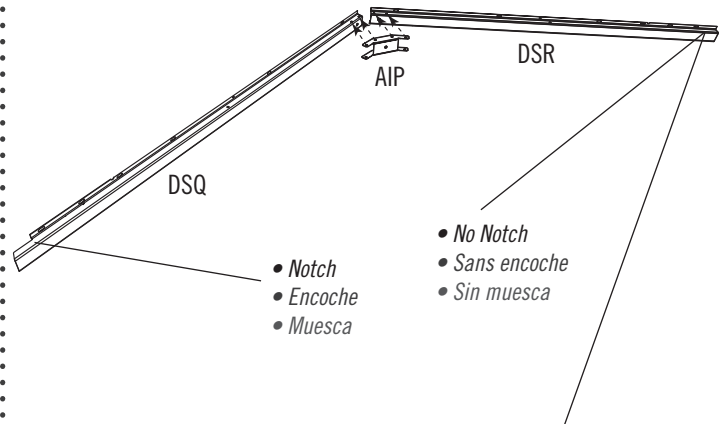 AIP
DSR
DSQ
• Notch
• Encoche
• Muesca
• No Notch
• Sans encoche
• Sin muesca